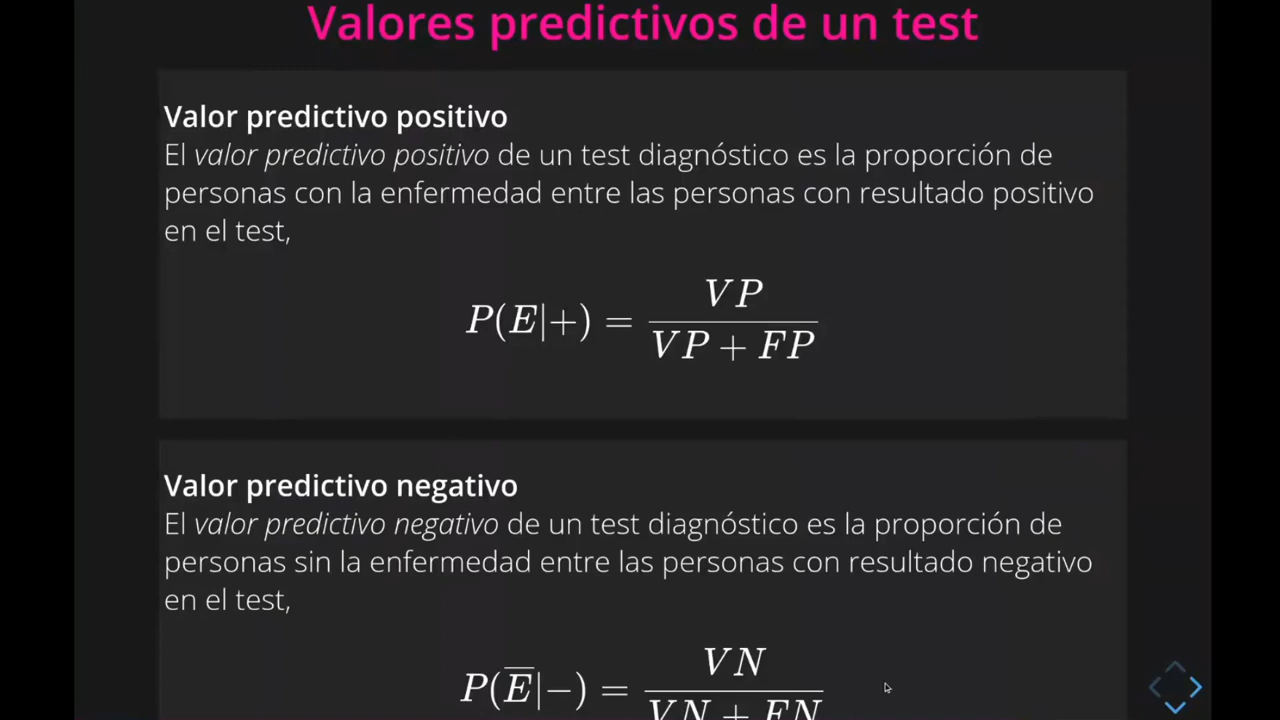 Valores predictivos de un test
Valor predictivo positivo
El valor predictivo positivo de un test diagnóstico es la proporción de
personas con la enfermedad entre las personas con resultado positivo
en el test,
P(E|+) = VP / (VP + FP)
Valor predictivo negativo
El valor predictivo negativo de un test diagnóstico es la proporción de
personas sin la enfermedad entre las personas con resultado negativo
en el test,
P(E̅|−) = VN / (VN + FN)